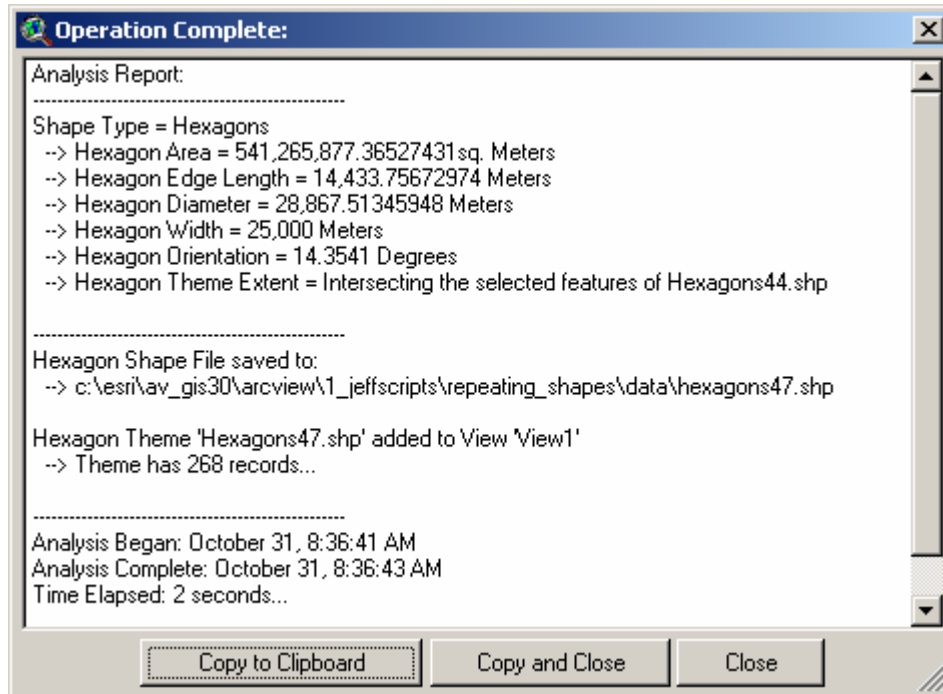 Operation Complete:
Analysis Report:
----------------------------------------------------
Shape Type = Hexagons
--> Hexagon Area = 541,265,877.36527431sq. Meters
--> Hexagon Edge Length = 14,433.75672974 Meters
--> Hexagon Diameter = 28,867.51345948 Meters
--> Hexagon Width = 25,000 Meters
--> Hexagon Orientation = 14.3541 Degrees
--> Hexagon Theme Extent = Intersecting the selected features of Hexagons44.shp
----------------------------------------------------
Hexagon Shape File saved to:
--> c:\esri\av_gis30\arcview\1_jeffscripts\repeating_shapes\data\hexagons47.shp
Hexagon Theme 'Hexagons47.shp' added to View 'View1'
--> Theme has 268 records...
----------------------------------------------------
Analysis Began: October 31, 8:36:41 AM
Analysis Complete: October 31, 8:36:43 AM
Time Elapsed: 2 seconds...
Copy to Clipboard
Copy and Close
Close